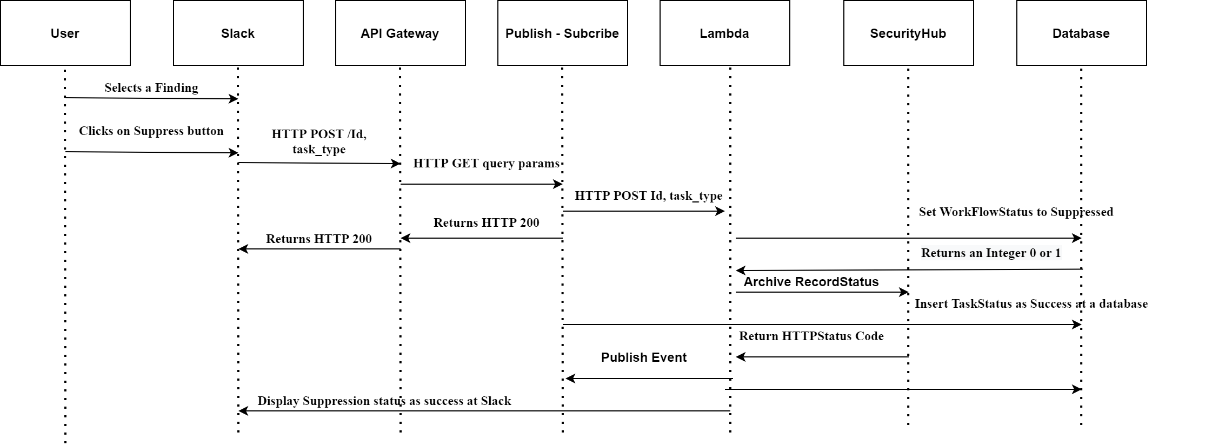 User
Slack
API Gateway
Publish - Subcribe
Lambda
SecurityHub
Database
Selects a Finding
Clicks on Suppress button
HTTP POST /Id,
task_type
HTTP GET query params
HTTP POST Id, task_type
Set WorkFlowStatus to Suppressed
Returns HTTP 200
Returns HTTP 200
Returns an Integer 0 or 1
Archive RecordStatus
Insert TaskStatus as Success at a database
Return HTTPStatus Code
Publish Event
Display Suppression status as success at Slack